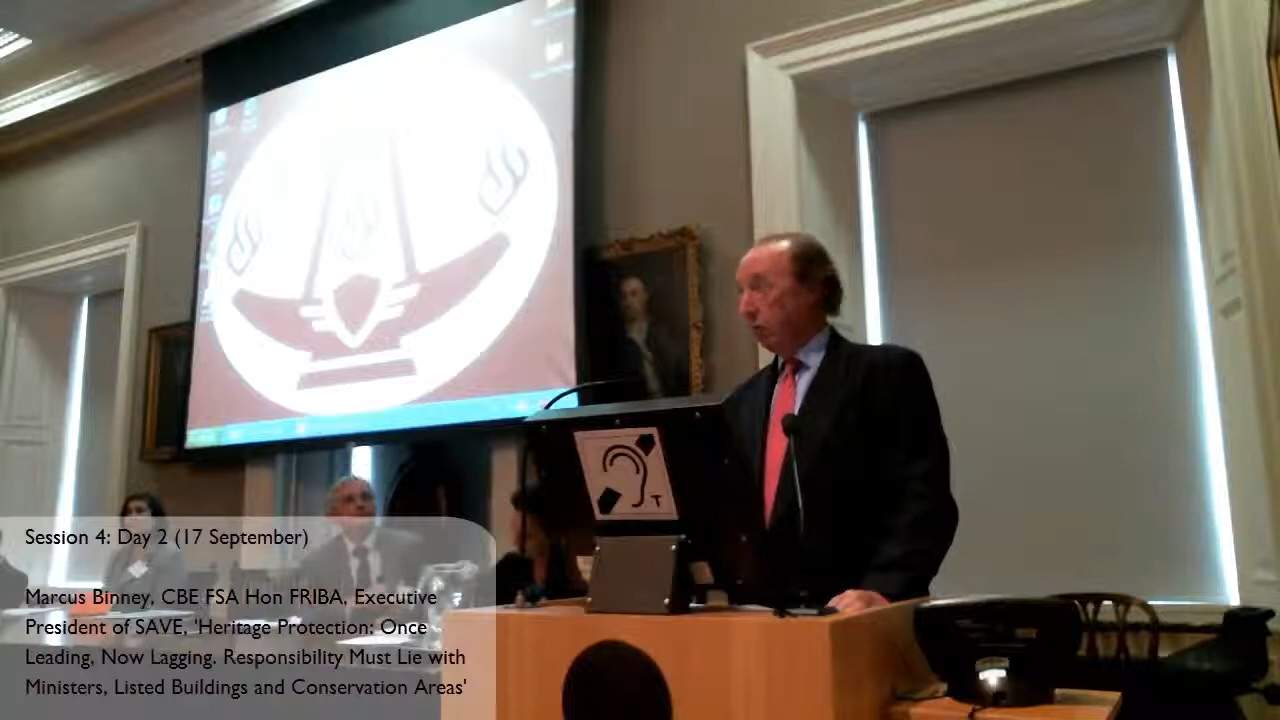 T
Session 4: Day 2 (17 September)
Marcus Binney, CBE FSA Hon FRIBA, Executive
President of SAVE, 'Heritage Protection: Once
Leading, Now Lagging. Responsibility Must Lie with
Ministers, Listed Buildings and Conservation Areas'